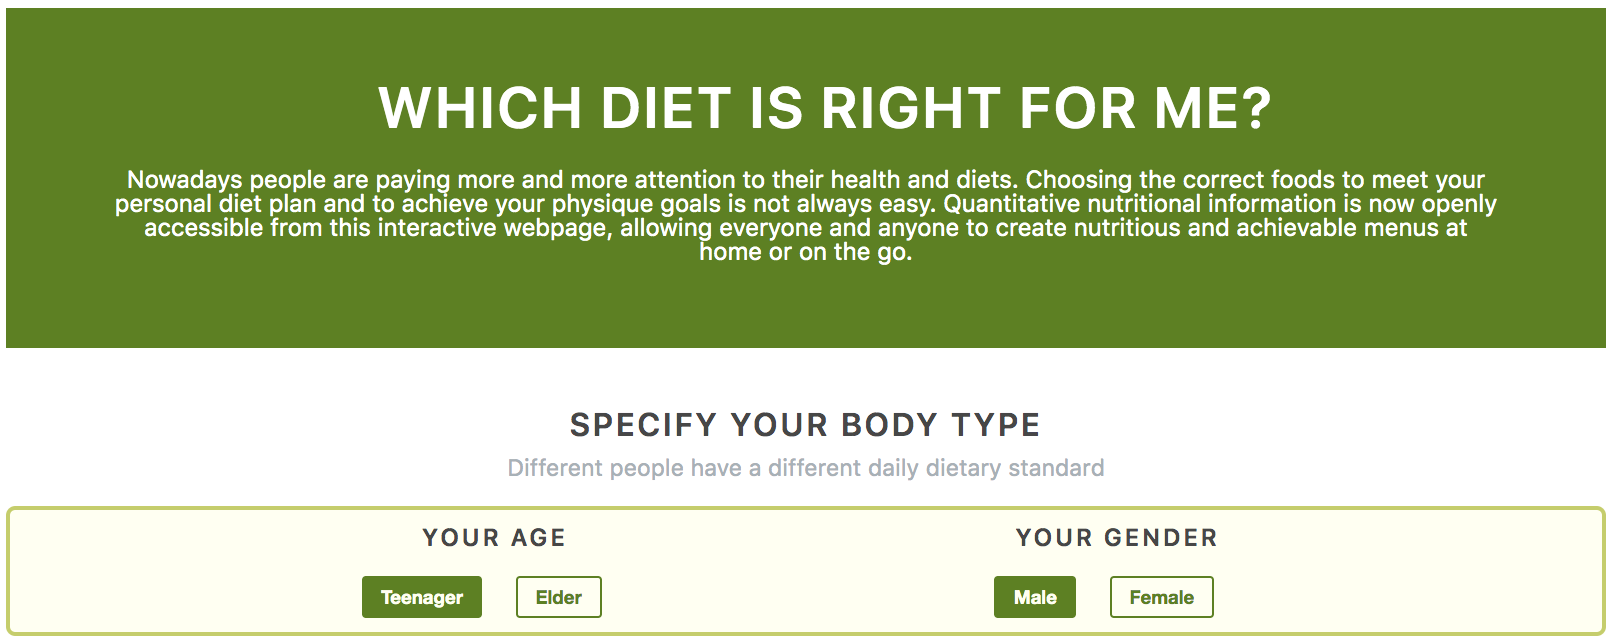 WHICH DIET IS RIGHT FOR ME?
Nowadays people are paying more and more attention to their health and diets. Choosing the correct foods to meet your
personal diet plan and to achieve your physique goals is not always easy. Quantitative nutritional information is now openly
accessible from this interactive webpage, allowing everyone and anyone to create nutritious and achievable menus at
home or on the go.
SPECIFY YOUR BODY TYPE
Different people have a different daily dietary standard
YOUR AGE
Teenager Elder
YOUR GENDER
Male Female